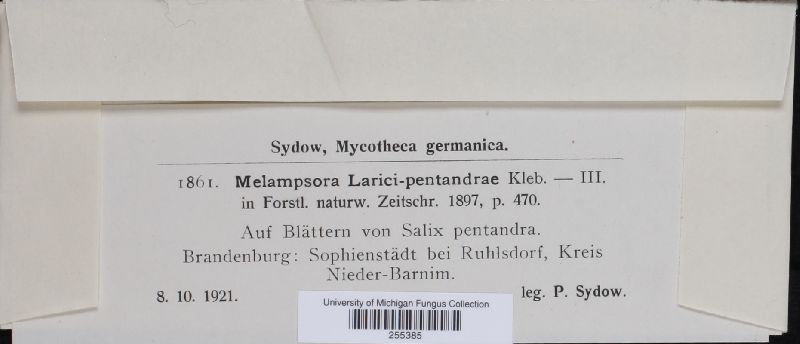 Sydow, Mycotheca germanica.
1861. Melampsora Larici-pentandrae Kleb. — III.
in Forstl. naturw. Zeitschr. 1897, p. 470.
Auf Blättern von Salix pentandra.
Brandenburg: Sophienstädt bei Ruhlsdorf, Kreis
Nieder-Barnim.
8. 10. 1921. leg. P. Sydow.
University of Michigan Fungus Collection
255385